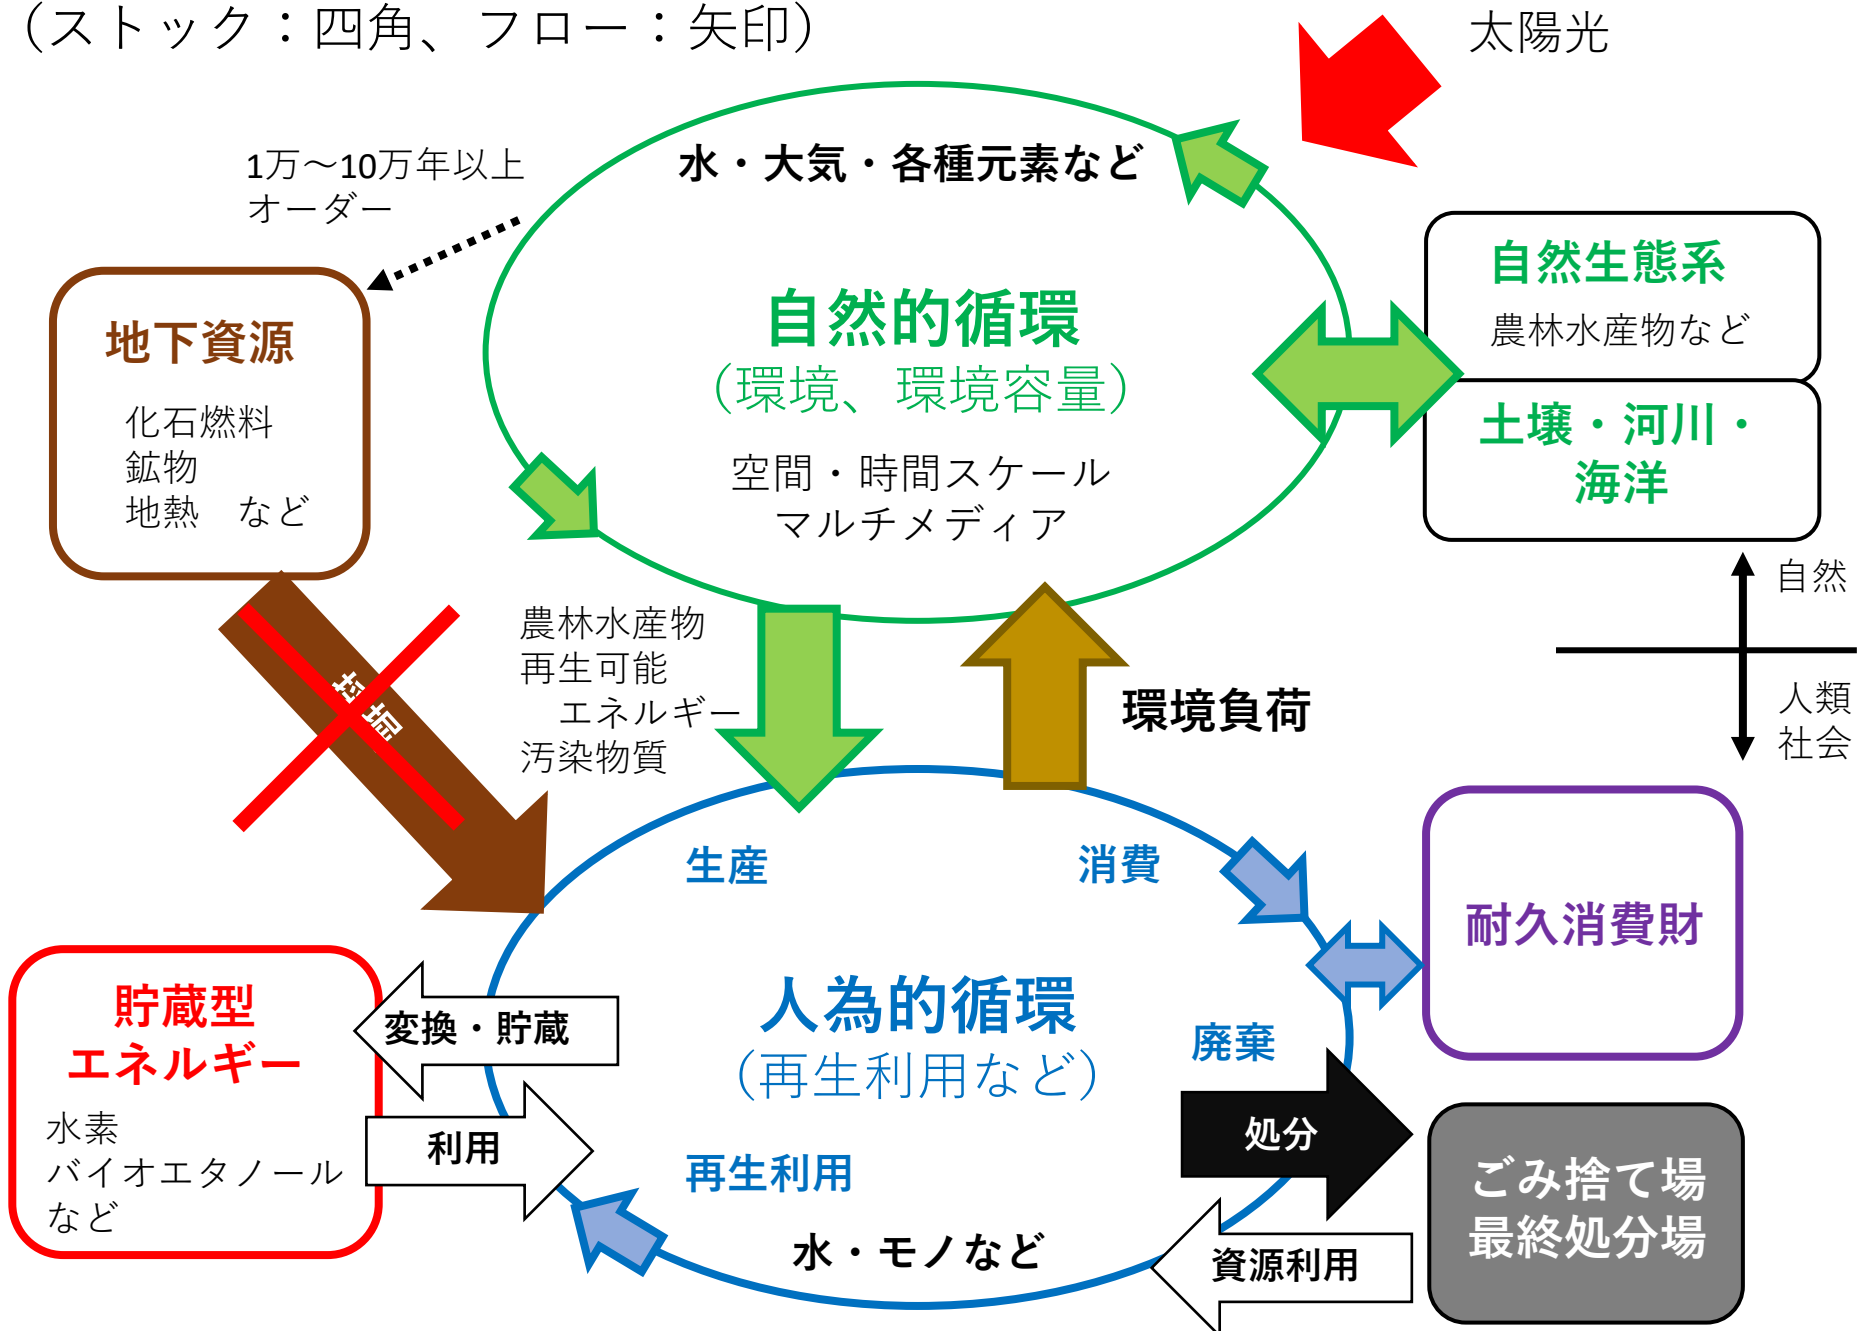 （ストック：四角、フロー：矢印）
太陽光
1万～10万年以上
オーダー
水・大気・各種元素など
自然的循環
（環境、環境容量）
空間・時間スケール
マルチメディア
自然生態系
農林水産物など
土壌・河川・
海洋
地下資源
化石燃料
鉱物
地熱　など
自然
人類
社会
農林水産物
再生可能
エネルギー
汚染物質
環境負荷
生産
消費
耐久消費財
人為的循環
（再生利用など）
廃棄
貯蔵型
エネルギー
水素
バイオエタノール
など
変換・貯蔵
利用
処分
再生利用
水・モノなど
資源利用
ごみ捨て場
最終処分場